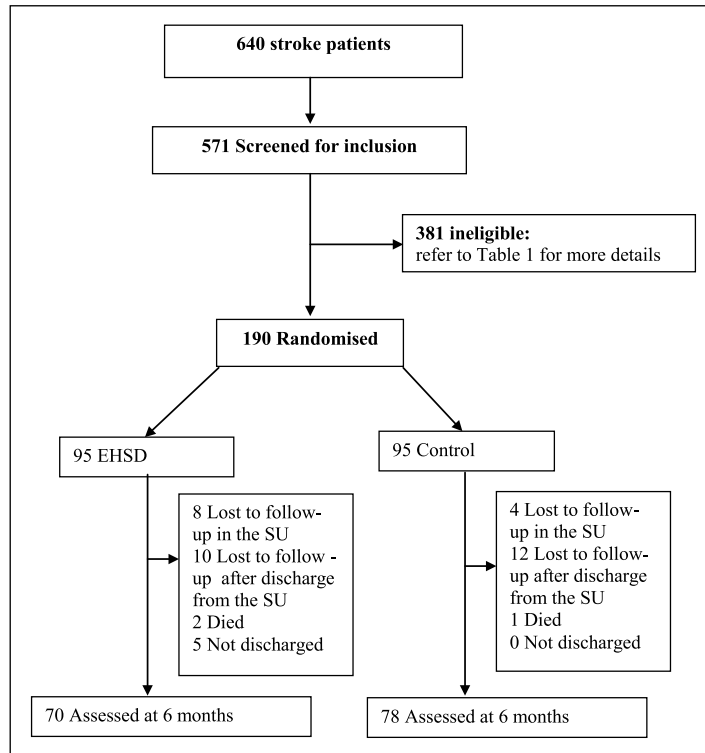 640 stroke patients
571 Screened for inclusion
381 ineligible:
refer to Table 1 for more details
190 Randomised
95 EHSD
95 Control
8 Lost to follow-
up in the SU
10 Lost to follow -
up after discharge
from the SU
2 Died
5 Not discharged
4 Lost to follow-
up in the SU
12 Lost to follow-
up after discharge
from the SU
1 Died
0 Not discharged
70 Assessed at 6 months
78 Assessed at 6 months